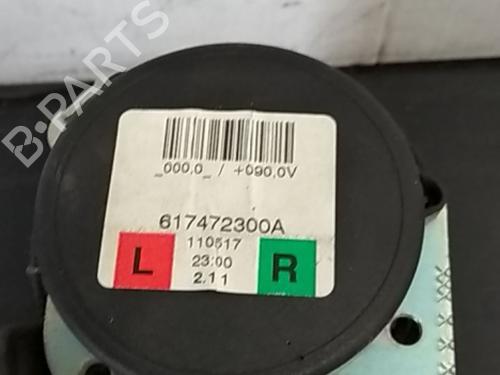 B-PARTS
_000,0_ / +090,0V
617472300A
110517
L
23:00
R
2.11